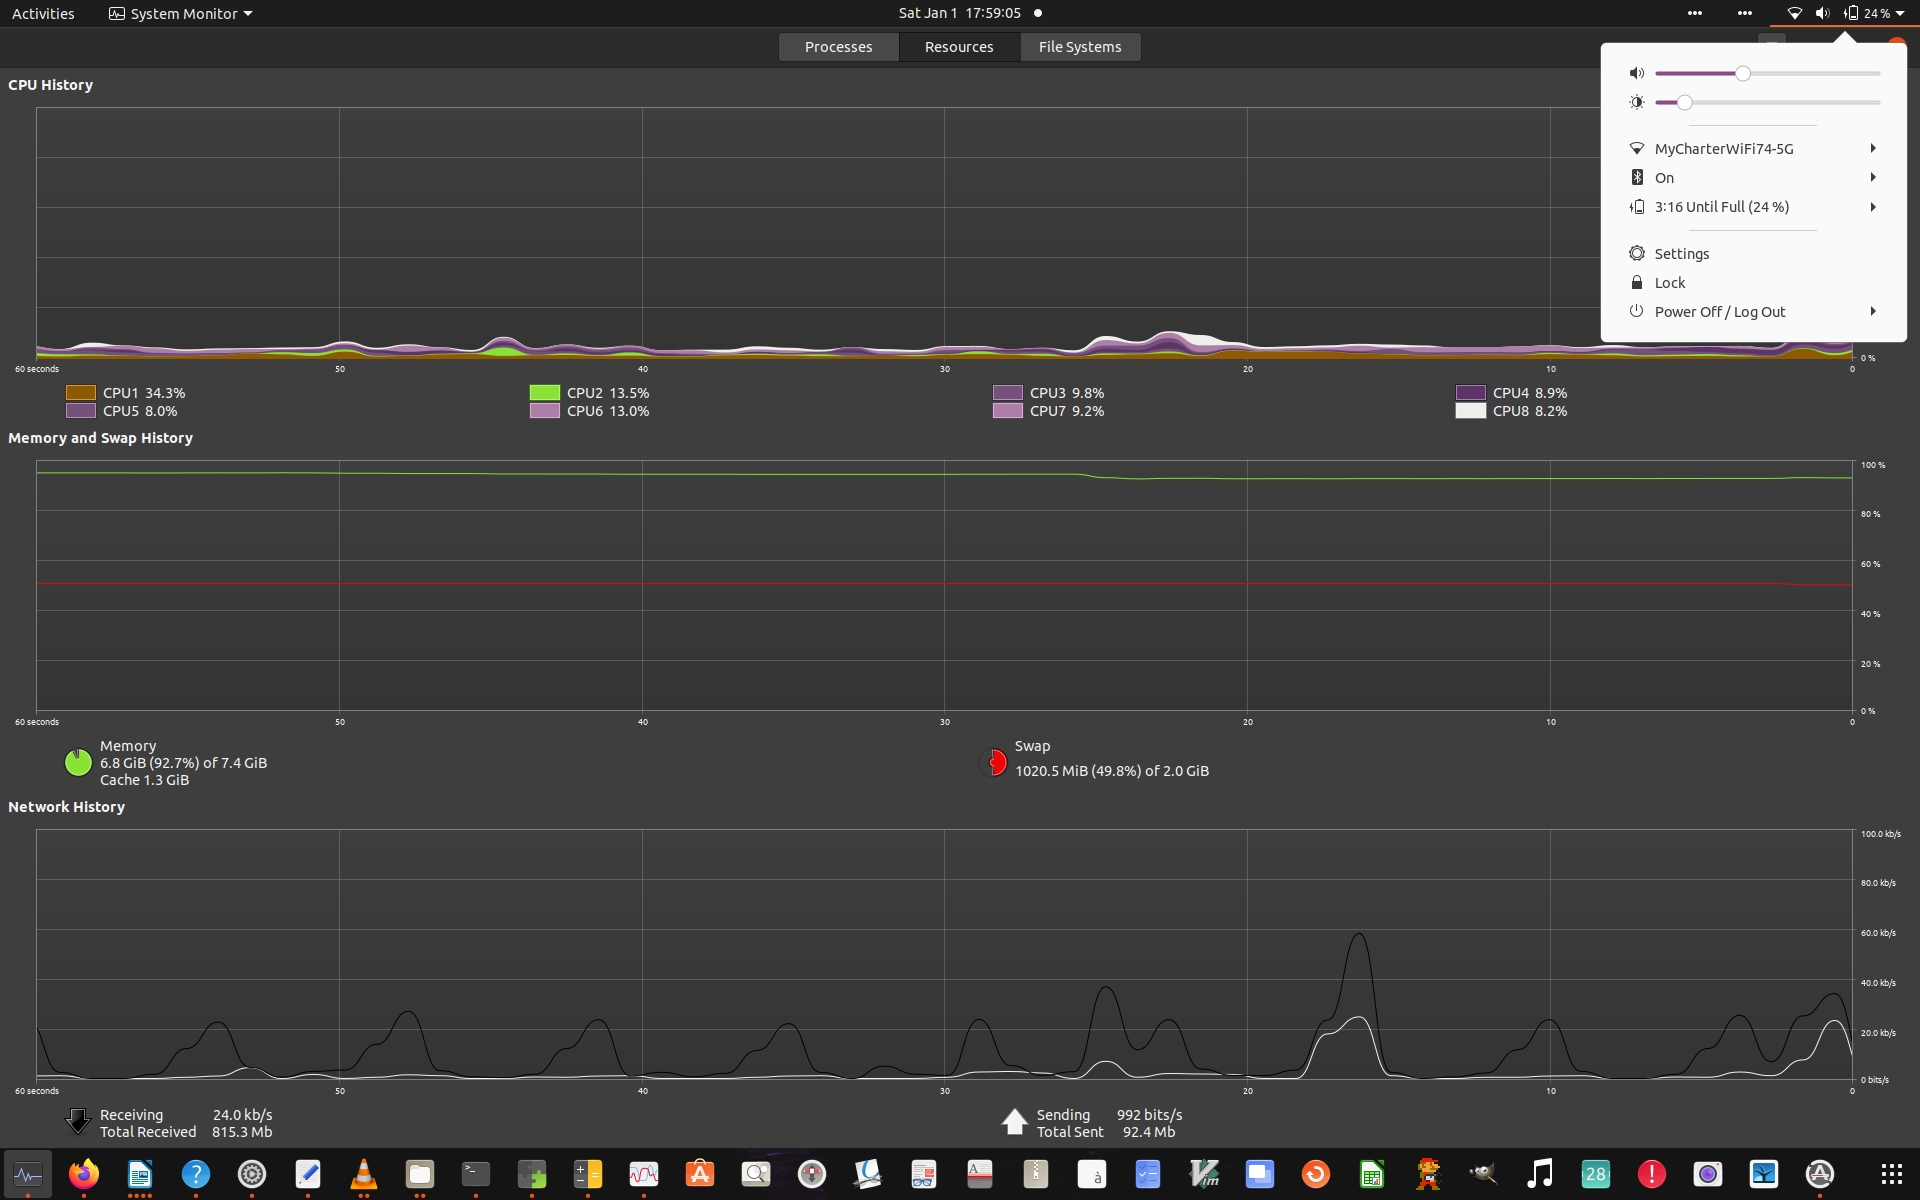 Activities
System Monitor
Sat Jan 1 17:59:05
24 %
Processes
Resources
File Systems
CPU History
MyCharterWiFi74-5G
On
3:16 Until Full (24 %)
Settings
Lock
Power Off / Log Out
0 %
60 seconds 50 40 30 20 10 0
CPU1 34.3% CPU2 13.5% CPU3 9.8% CPU4 8.9%
CPU5 8.0% CPU6 13.0% CPU7 9.2% CPU8 8.2%
Memory and Swap History
100 %
80 %
60 %
40 %
20 %
0 %
60 seconds 50 40 30 20 10 0
Memory
6.8 GiB (92.7%) of 7.4 GiB
Cache 1.3 GiB
Swap
1020.5 MiB (49.8%) of 2.0 GiB
Network History
100.0 kb/s
80.0 kb/s
60.0 kb/s
40.0 kb/s
20.0 kb/s
0 bits/s
60 seconds 50 40 30 20 10 0
Receiving 24.0 kb/s
Total Received 815.3 Mb
Sending 992 bits/s
Total Sent 92.4 Mb
?
>_
A
à
Vim
28
!
A